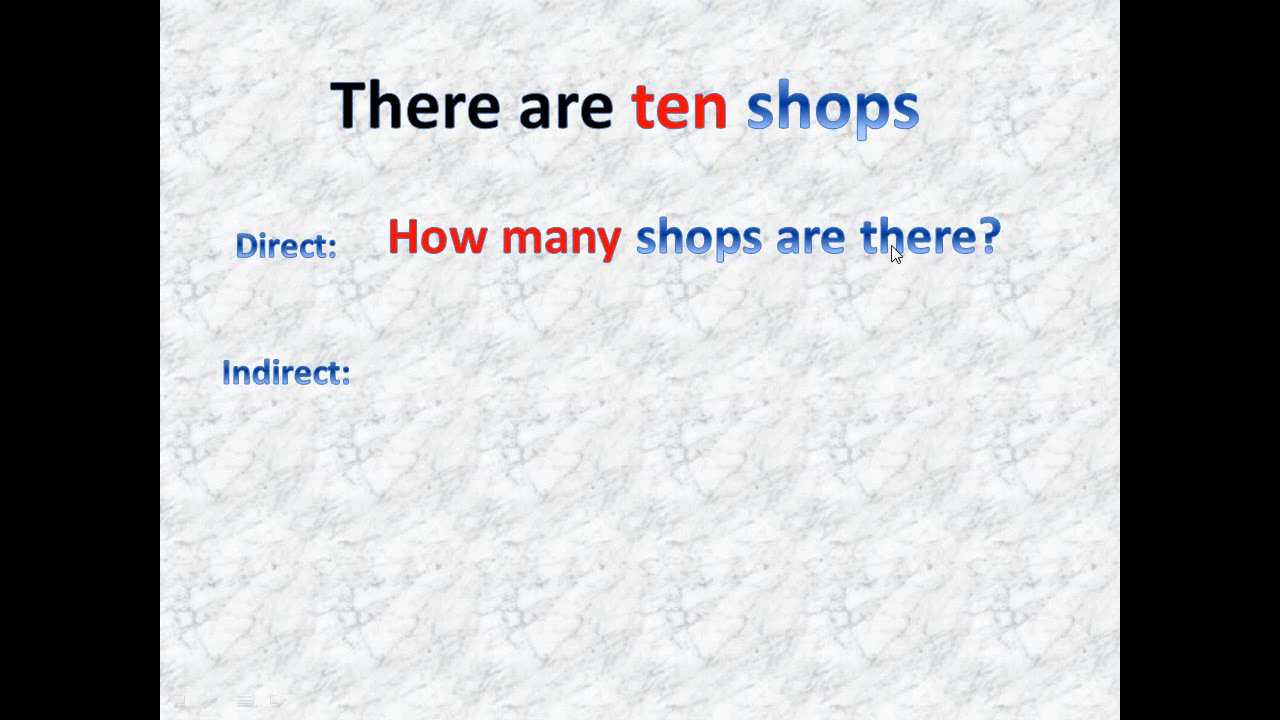 There are ten shops
Direct: How many shops are there?
Indirect: